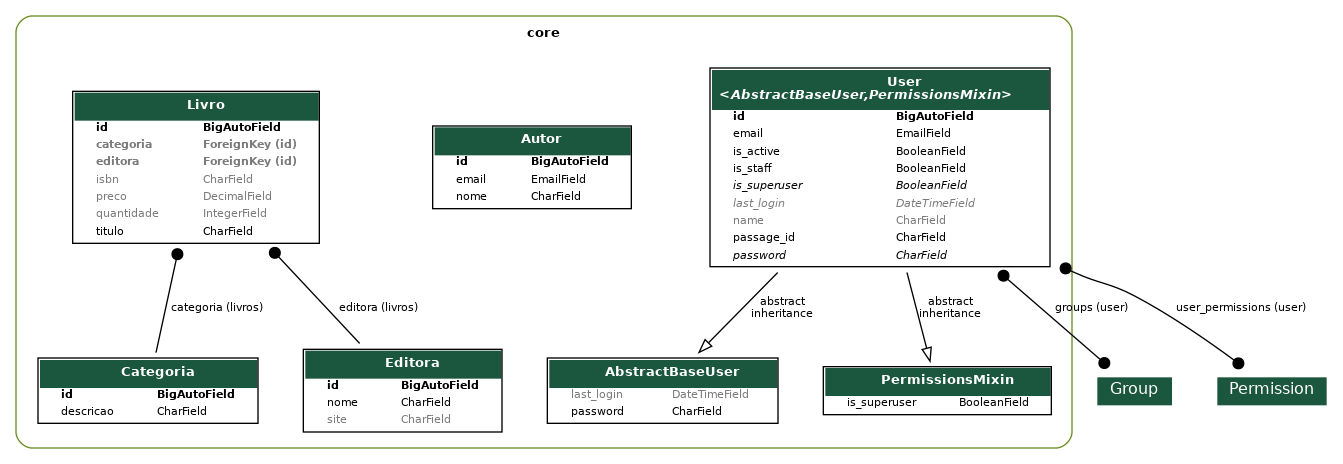 core
Livro
id BigAutoField
categoria ForeignKey (id)
editora ForeignKey (id)
isbn CharField
preco DecimalField
quantidade IntegerField
titulo CharField
Autor
id BigAutoField
email EmailField
nome CharField
User
<AbstractBaseUser,PermissionsMixin>
id BigAutoField
email EmailField
is_active BooleanField
is_staff BooleanField
is_superuser BooleanField
last_login DateTimeField
name CharField
passage_id CharField
password CharField
categoria (livros)
editora (livros)
abstract
inheritance
abstract
inheritance
groups (user)
user_permissions (user)
Categoria
id BigAutoField
descricao CharField
Editora
id BigAutoField
nome CharField
site CharField
AbstractBaseUser
last_login DateTimeField
password CharField
PermissionsMixin
is_superuser BooleanField
Group
Permission